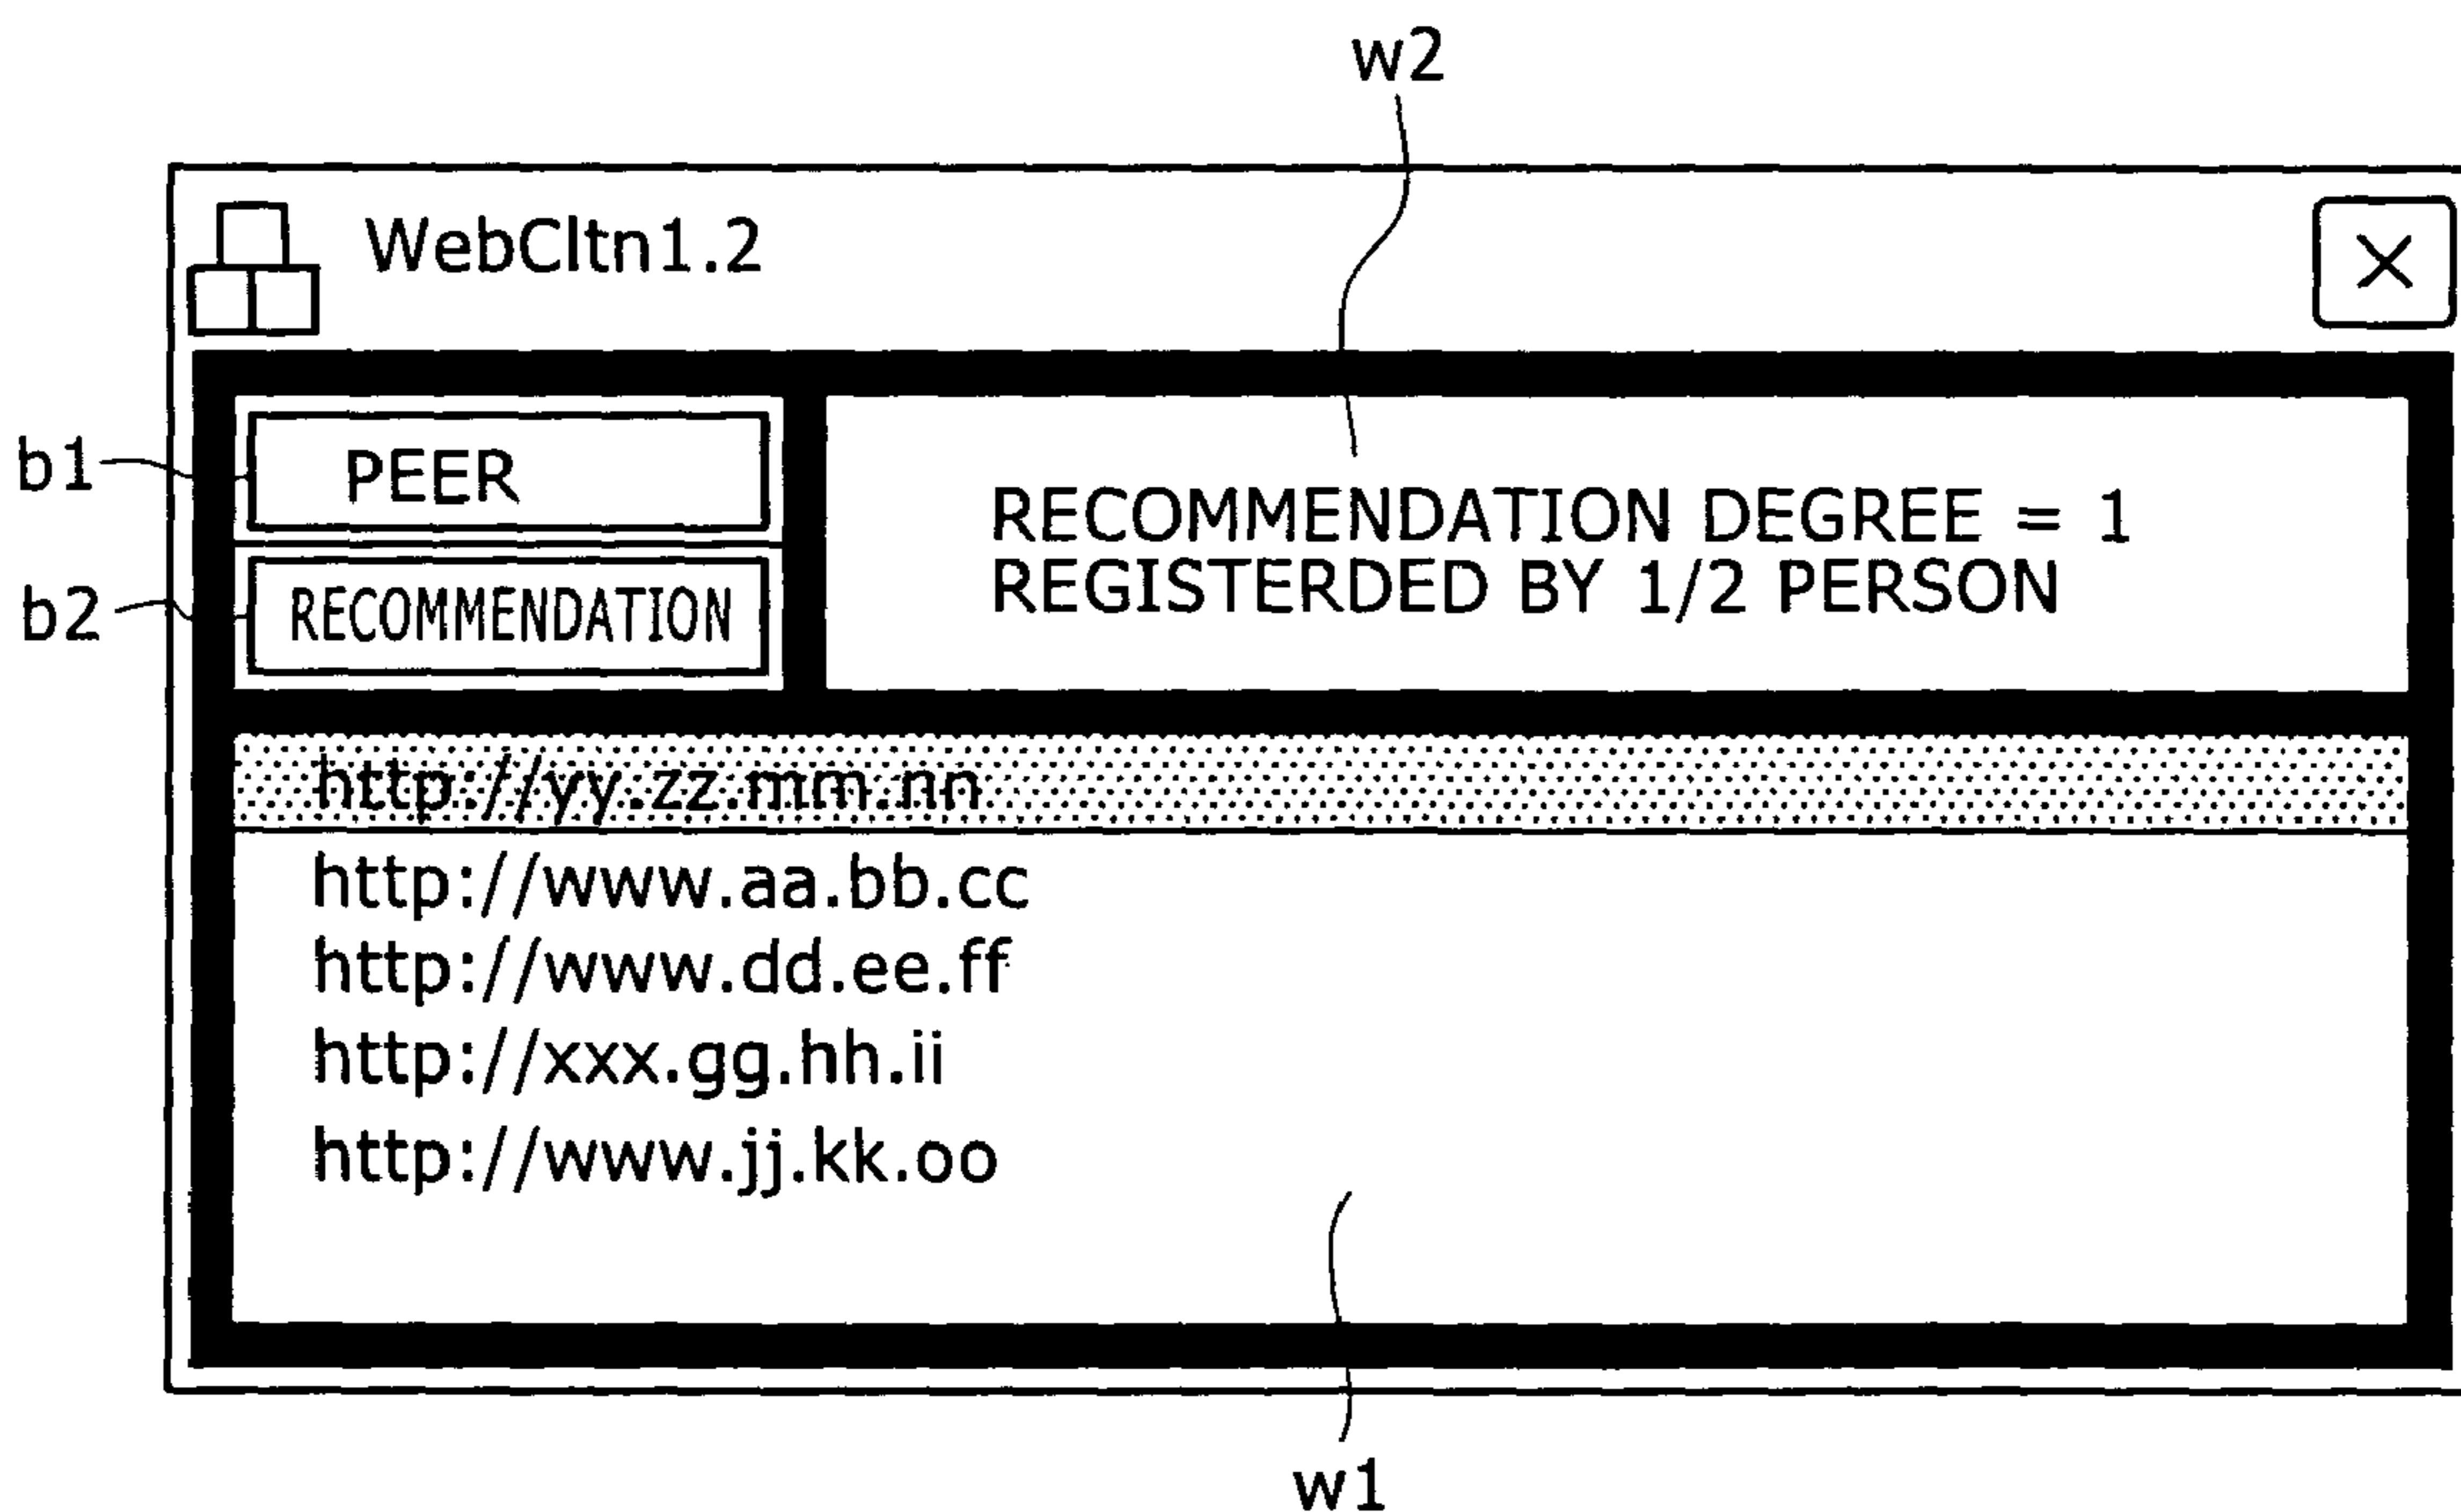 w2
WebCltn1.2
X
b1
PEER
b2
RECOMMENDATION
RECOMMENDATION DEGREE = 1
REGISTERDED BY 1/2 PERSON
http://yy.zz.mm.nn
http://www.aa.bb.cc
http://www.dd.ee.ff
http://xxx.gg.hh.ii
http://www.jj.kk.oo
w1